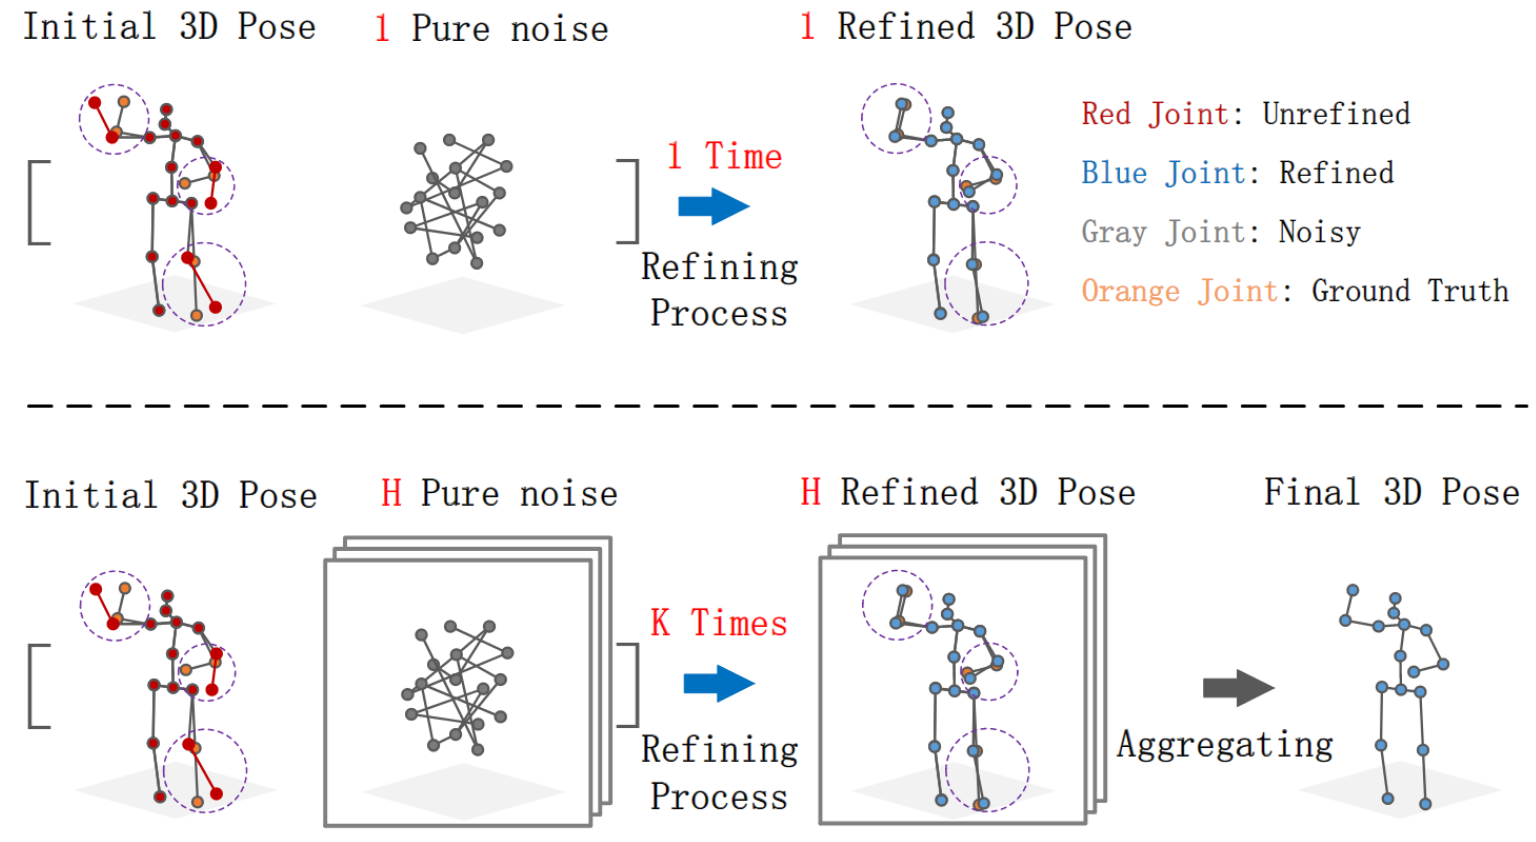 Initial 3D Pose
1 Pure noise
1 Refined 3D Pose
Red Joint: Unrefined
1 Time
Blue Joint: Refined
Gray Joint: Noisy
Refining
Process
Orange Joint: Ground Truth
Initial 3D Pose
H Pure noise
H Refined 3D Pose
Final 3D Pose
K Times
Refining
Process
Aggregating